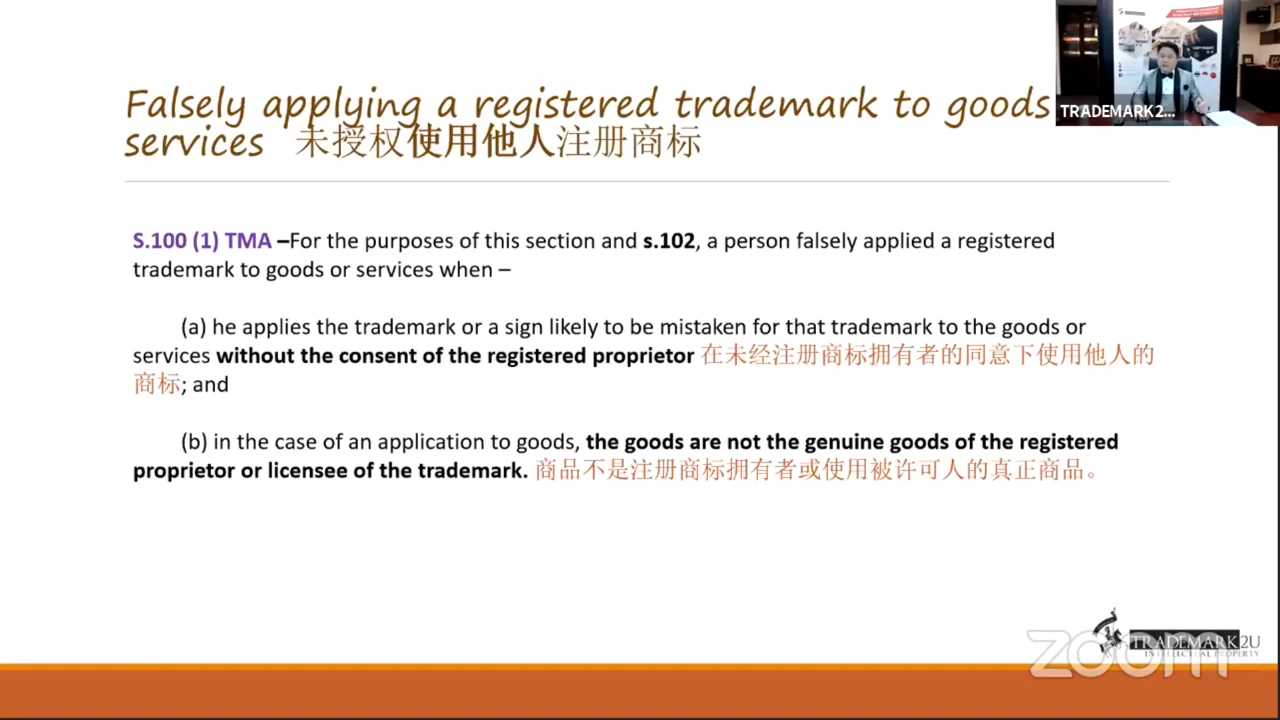 Falsely applying a registered trademark to goods
services 未授权使用他人注册商标
TRADEMARK2...
S.100 (1) TMA –For the purposes of this section and s.102, a person falsely applied a registered
trademark to goods or services when –
(a) he applies the trademark or a sign likely to be mistaken for that trademark to the goods or
services without the consent of the registered proprietor 在未经注册商标拥有者的同意下使用他人的
商标; and
(b) in the case of an application to goods, the goods are not the genuine goods of the registered
proprietor or licensee of the trademark. 商品不是注册商标拥有者或使用被许可人的真正商品。
TRADEMARK2U
INTELLECTUAL PROPERTY
zoom